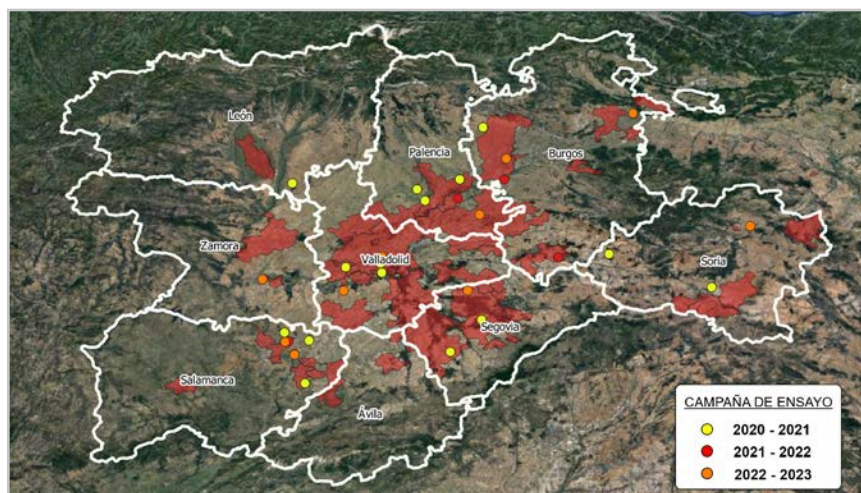 León
Palencia
Burgos
Zamora
Valladolid
Soria
Segovia
Salamanca
Ávila
CAMPAÑA DE ENSAYO
2020 - 2021
2021 - 2022
2022 - 2023